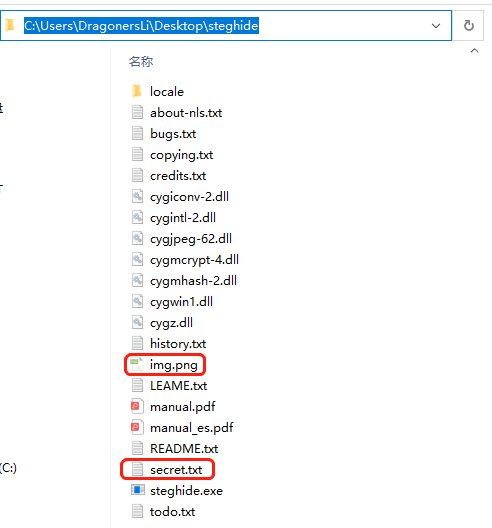 C:\Users\DragonersLi\Desktop\steghide
名称
locale
about-nls.txt
bugs.txt
copying.txt
credits.txt
cygiconv-2.dll
cygintl-2.dll
cygjpeg-62.dll
cygmcrypt-4.dll
cygmhash-2.dll
cygwin1.dll
cygz.dll
history.txt
img.png
LEAME.txt
manual.pdf
manual_es.pdf
README.txt
(C:)
secret.txt
steghide.exe
todo.txt